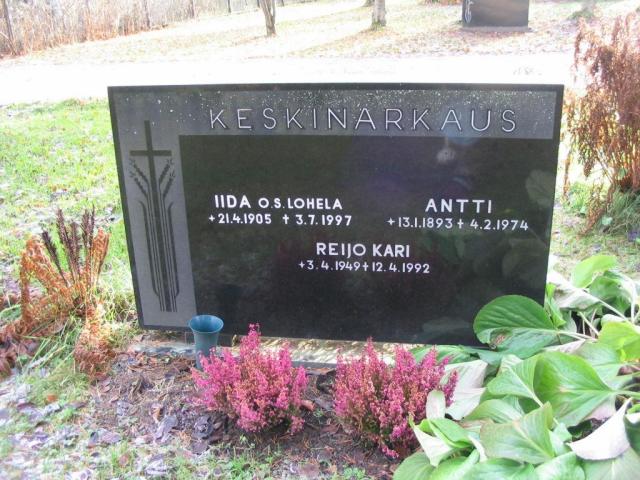 KESKINARKAUS
IIDA O.S. LOHELA ANTTI
+21.4.1905 ✝ 3.7.1997 +13.1.1893 ✝ 4.2.1974
REIJO KARI
+3.4.1949 ✝ 12.4.1992